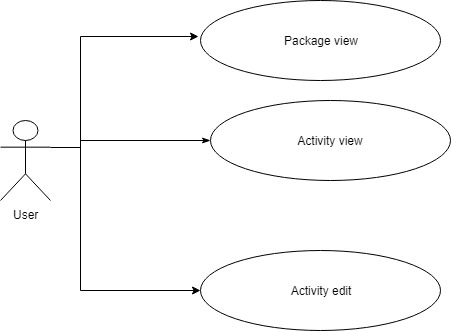 Package view
Activity view
User
Activity edit